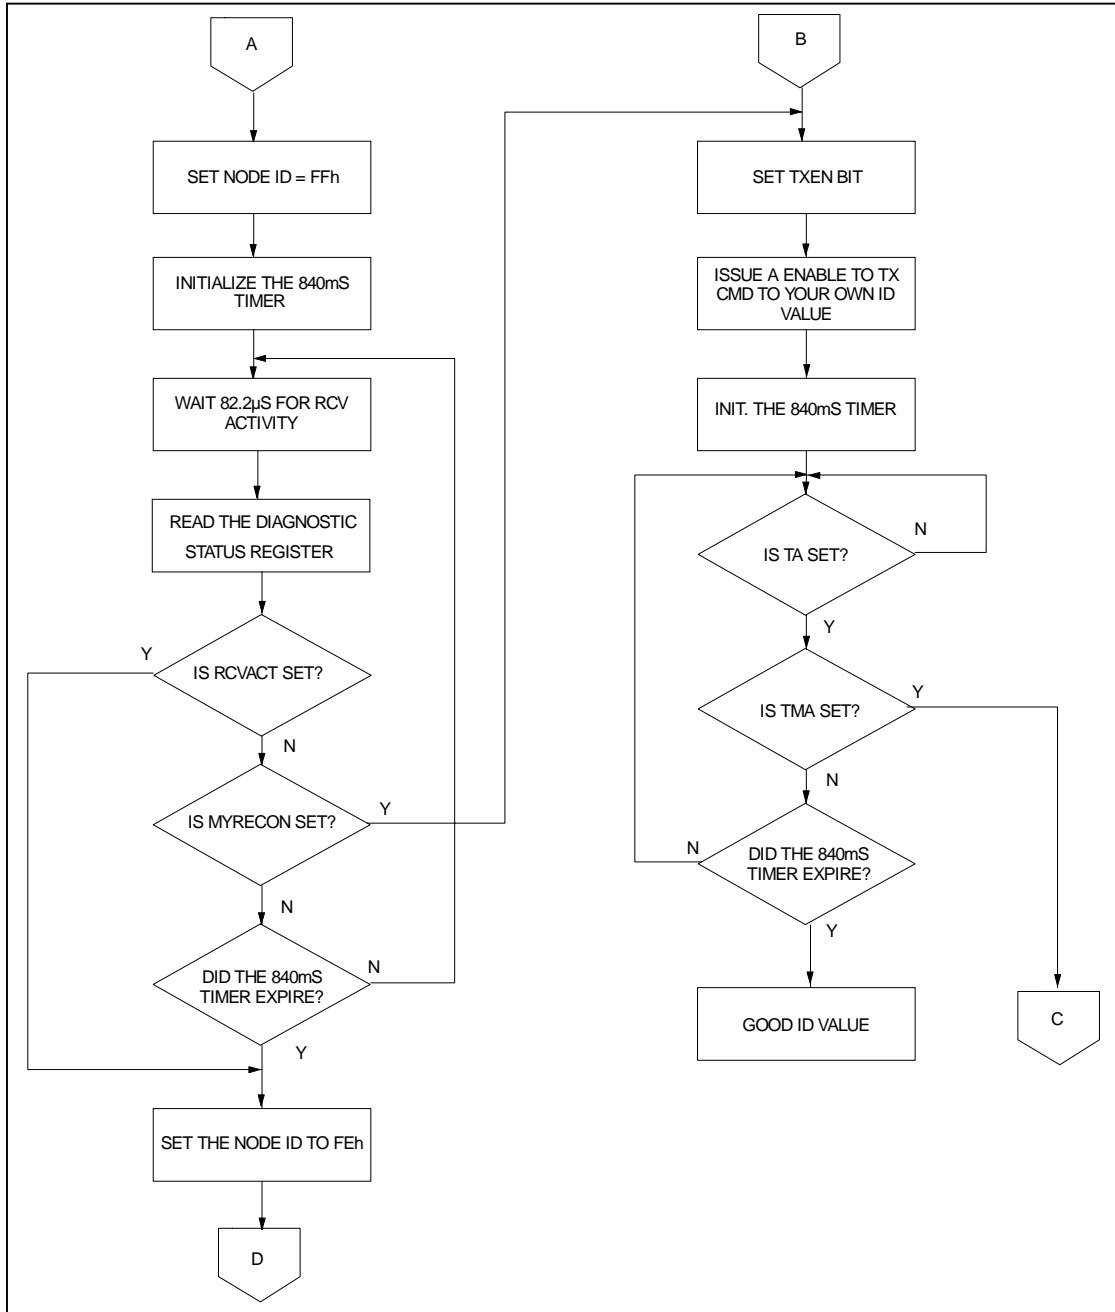 A
SET NODE ID = FFh
INITIALIZE THE 840mS
TIMER
WAIT 82.2µS FOR RCV
ACTIVITY
READ THE DIAGNOSTIC
STATUS REGISTER
Y
IS RCVACT SET?
N
IS MYRECON SET?
Y
N
DID THE 840mS
TIMER EXPIRE?
N
Y
SET THE NODE ID TO FEh
D
B
SET TXEN BIT
ISSUE A ENABLE TO TX
CMD TO YOUR OWN ID
VALUE
INIT. THE 840mS TIMER
N
IS TA SET?
Y
IS TMA SET?
Y
N
N
DID THE 840mS
TIMER EXPIRE?
Y
GOOD ID VALUE
C